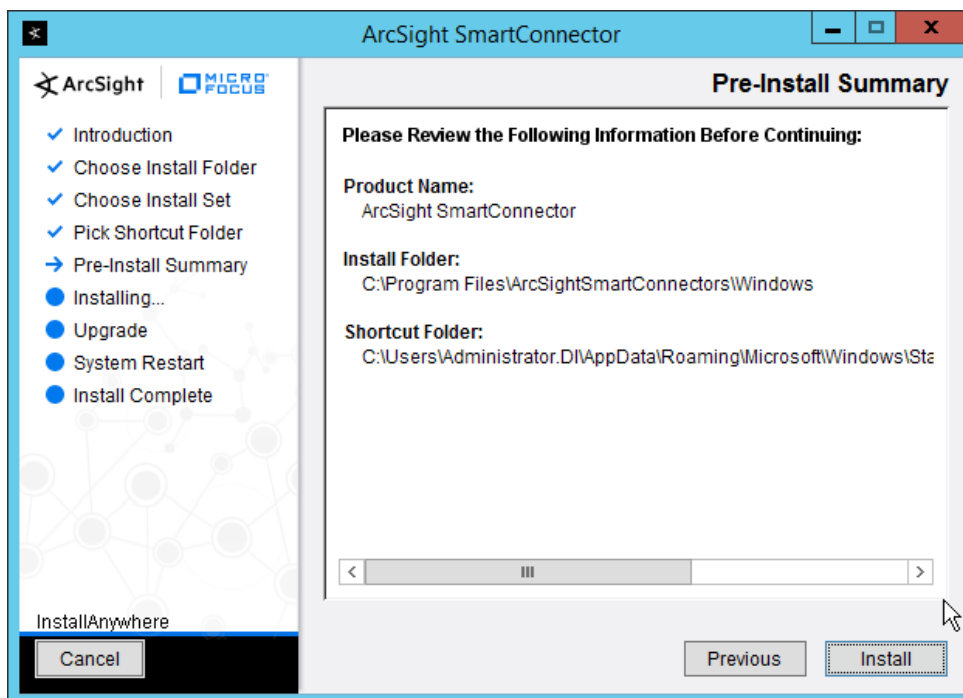 ArcSight SmartConnector
ArcSight
MICRO
FOCUS
Pre-Install Summary
Introduction
Choose Install Folder
Choose Install Set
Pick Shortcut Folder
Pre-Install Summary
Installing...
Upgrade
System Restart
Install Complete
Please Review the Following Information Before Continuing:
Product Name:
ArcSight SmartConnector
Install Folder:
C:\Program Files\ArcSightSmartConnectors\Windows
Shortcut Folder:
C:\Users\Administrator.DI\AppData\Roaming\Microsoft\Windows\Sta
InstallAnywhere
Cancel
Previous
Install